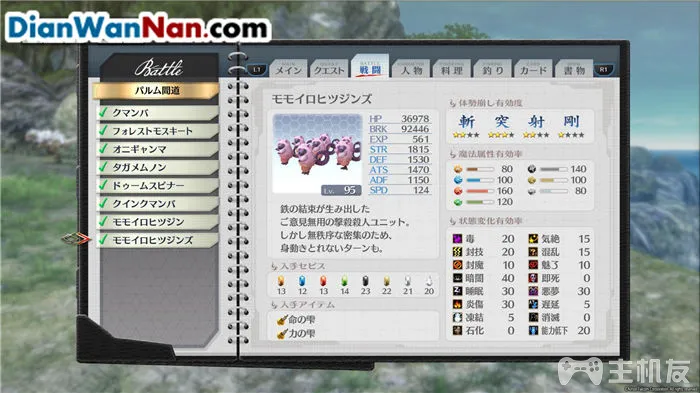 DianWanNan.com
L1 メイン クエスト 戦闘 人物 料理 釣り カード 書物 R1
Battle
パルム間道
クマンバ
フォレストモスキート
オニギャンマ
タガメムノン
ドゥームスピナー
クインクマンバ
モモイロヒツジン
モモイロヒツジンズ
モモイロヒツジンズ
Lv. 95
HP 36978
BRK 92446
EXP 561
STR 1815
DEF 1530
ATS 1470
ADF 1150
SPD 124
鉄の結束が生み出した
ご意見無用の撃殺殺人ユニット。
しかし無秩序な密集のため、
身動きとれないターンも。
入手セピス
13 12 13 14 23 22 21 20
入手アイテム
命の雫
力の雫
体勢崩し有効度
斬 突 射 剛
魔法属性有効率
80 140
100 80
160 80
120
状態変化有効率
毒 20 気絶 15
封技 20 混乱 15
封魔 10 魅了 10
暗闇 40 即死 0
睡眠 30 悪夢 30
炎傷 30 遅延 5
凍結 5 消滅 0
石化 0 能力低下 20
主机友